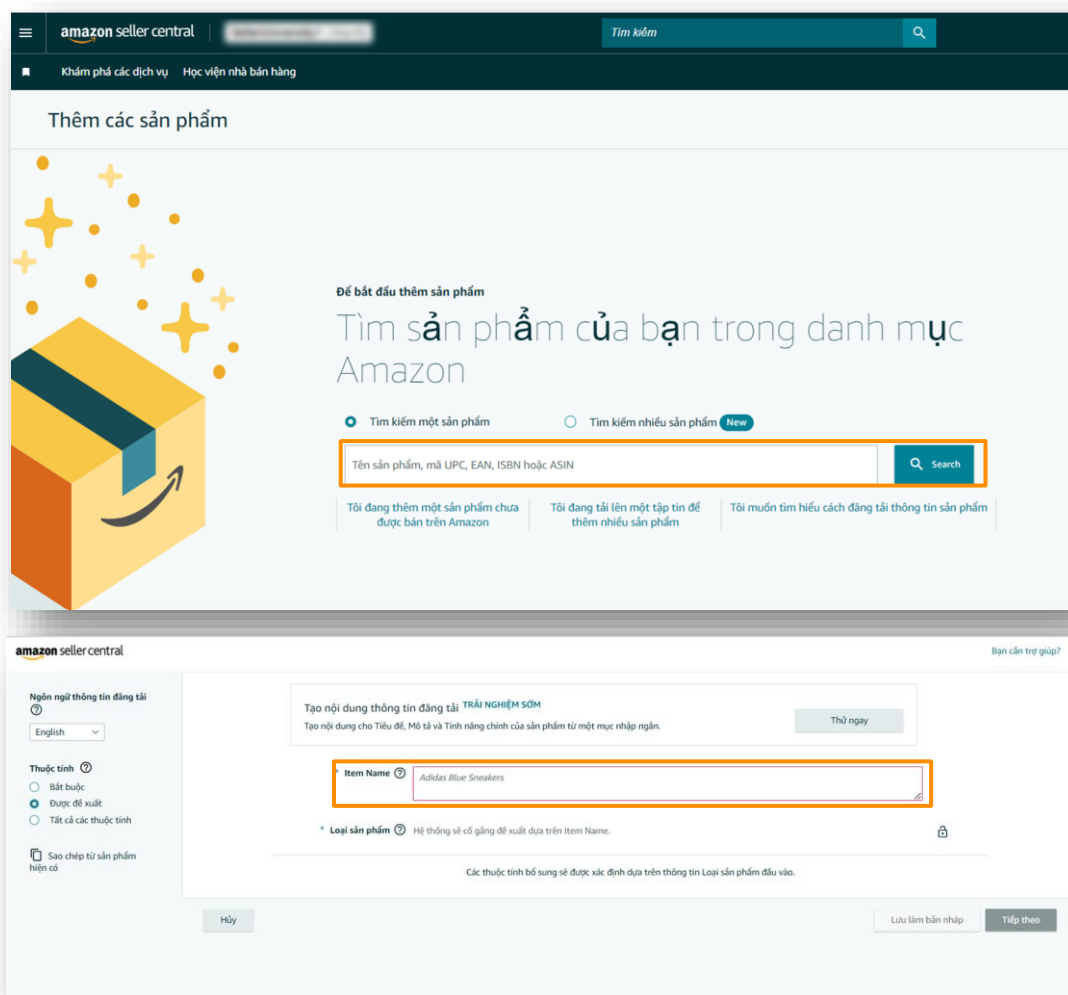 amazon seller central
Tìm kiếm
Khám phá các dịch vụ Học viện nhà bán hàng
Thêm các sản phẩm
Để bắt đầu thêm sản phẩm
Tìm sản phẩm của bạn trong danh mục
Amazon
Tìm kiếm một sản phẩm
Tìm kiếm nhiều sản phẩm New
Tên sản phẩm, mã UPC, EAN, ISBN hoặc ASIN
Search
Tôi đang thêm một sản phẩm chưa
được bán trên Amazon
Tôi đang tải lên một tập tin để
thêm nhiều sản phẩm
Tôi muốn tìm hiểu cách đăng tải thông tin sản phẩm
amazon seller central
Bạn cần trợ giúp?
Ngôn ngữ thông tin đăng tải
English
Thuộc tính
Bắt buộc
Được đề xuất
Tất cả các thuộc tính
Sao chép từ sản phẩm
hiện có
Tạo nội dung thông tin đăng tải TRẢI NGHIỆM SỚM
Tạo nội dung cho Tiêu đề, Mô tả và Tính năng chính của sản phẩm từ một mục nhập ngắn.
Thử ngay
* Item Name
Adidas Blue Sneakers
* Loại sản phẩm Hệ thống sẽ cố gắng đề xuất dựa trên Item Name.
Các thuộc tính bổ sung sẽ được xác định dựa trên thông tin Loại sản phẩm đầu vào.
Hủy
Lưu làm bản nháp
Tiếp theo